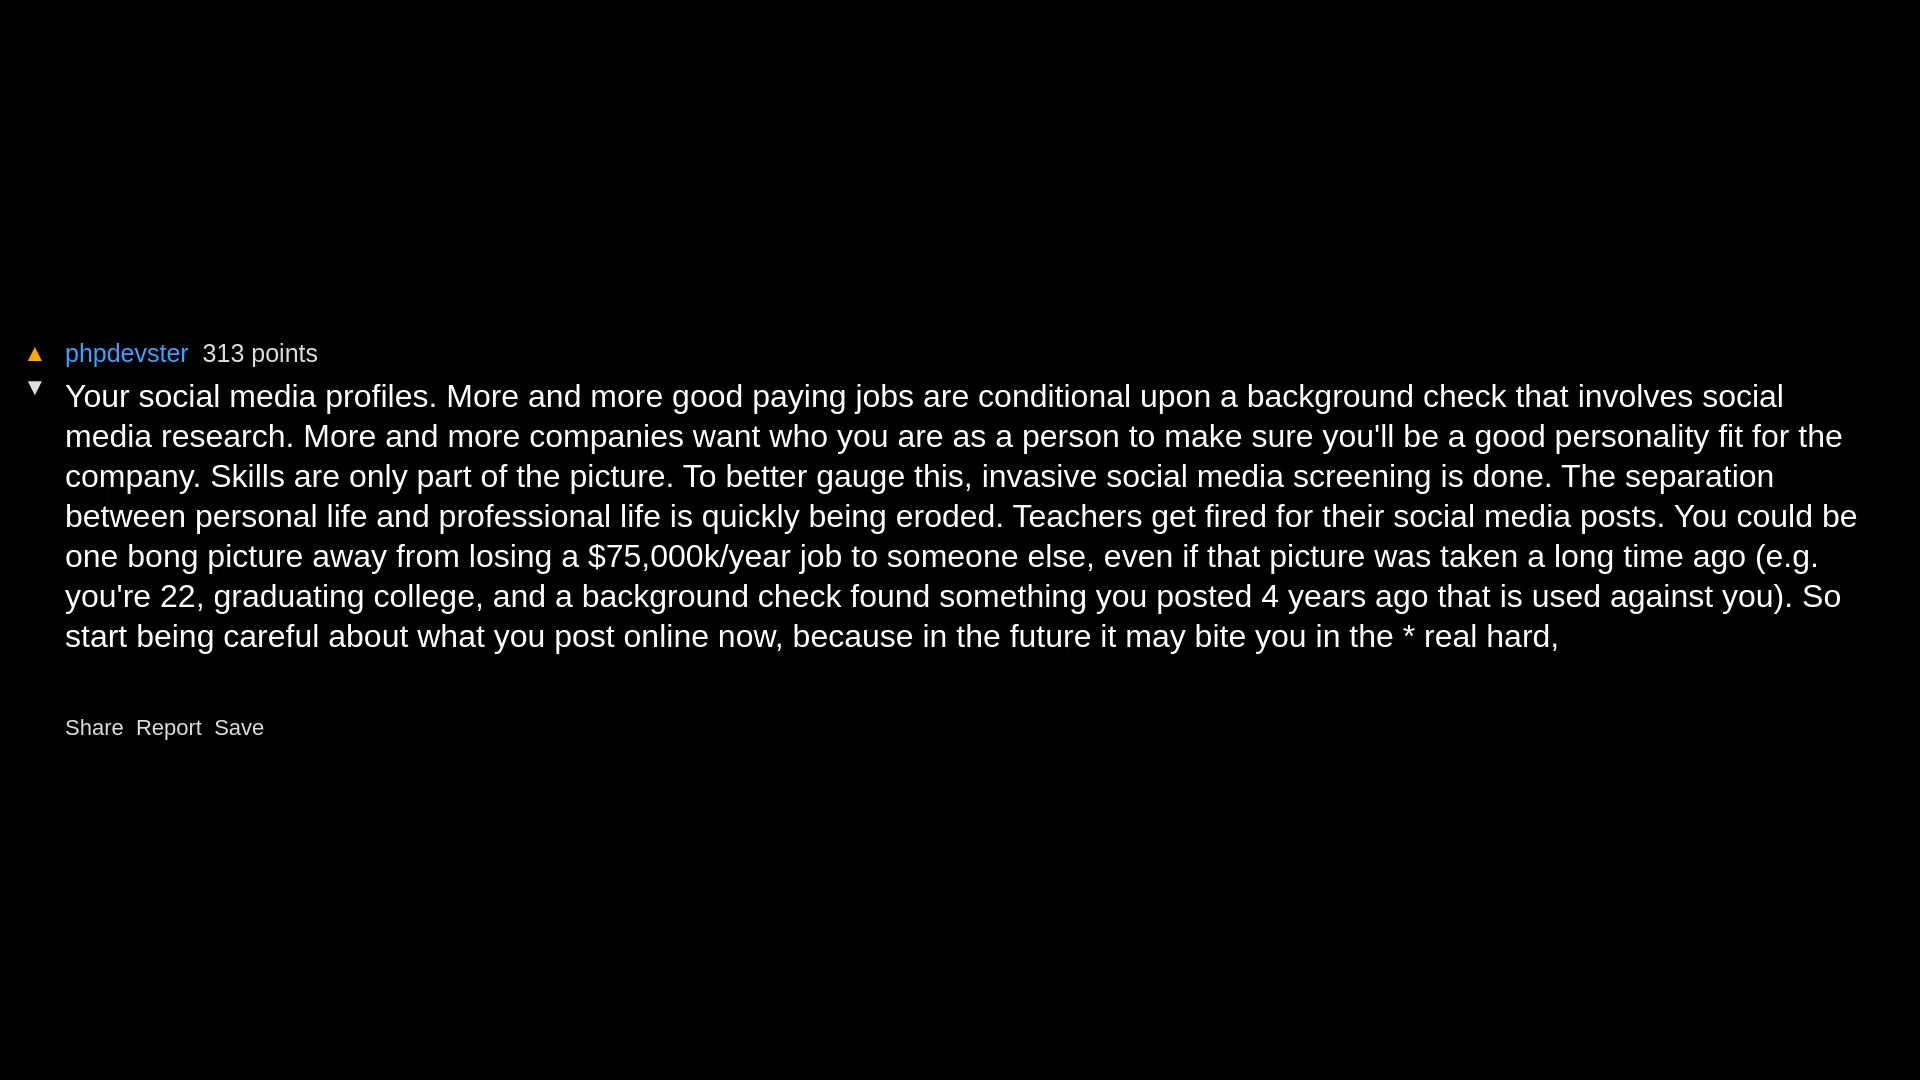 ▲ phpdevster 313 points
▼
Your social media profiles. More and more good paying jobs are conditional upon a background check that involves social
media research. More and more companies want who you are as a person to make sure you'll be a good personality fit for the
company. Skills are only part of the picture. To better gauge this, invasive social media screening is done. The separation
between personal life and professional life is quickly being eroded. Teachers get fired for their social media posts. You could be
one bong picture away from losing a $75,000k/year job to someone else, even if that picture was taken a long time ago (e.g.
you're 22, graduating college, and a background check found something you posted 4 years ago that is used against you). So
start being careful about what you post online now, because in the future it may bite you in the * real hard,
Share Report Save